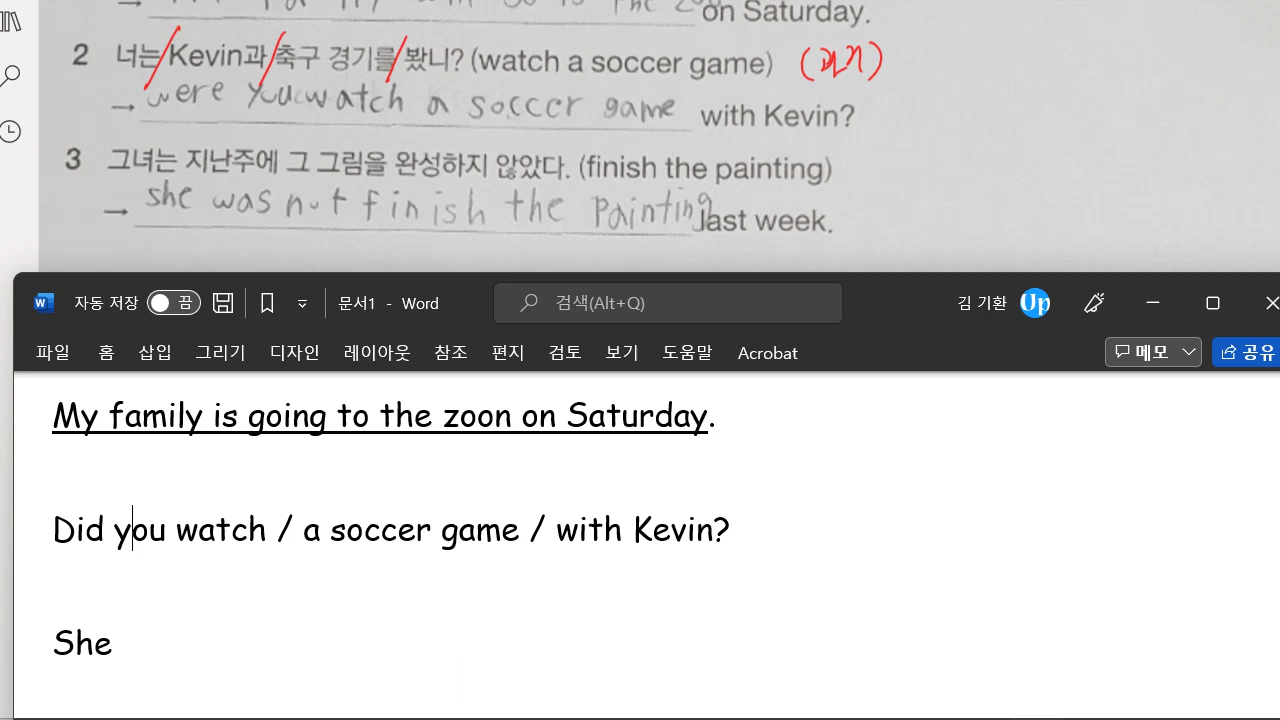 on Saturday.
2 너는/Kevin과/축구 경기를/봤니? (watch a soccer game) (과거)
→ were you watch a soccer game with Kevin?
3 그녀는 지난주에 그 그림을 완성하지 않았다. (finish the painting)
→ she was not finish the painting last week.
자동 저장 끔 문서1 - Word 검색(Alt+Q) 김 기환 Up
파일 홈 삽입 그리기 디자인 레이아웃 참조 편지 검토 보기 도움말 Acrobat 메모 공유
My family is going to the zoon on Saturday.
Did you watch / a soccer game / with Kevin?
She